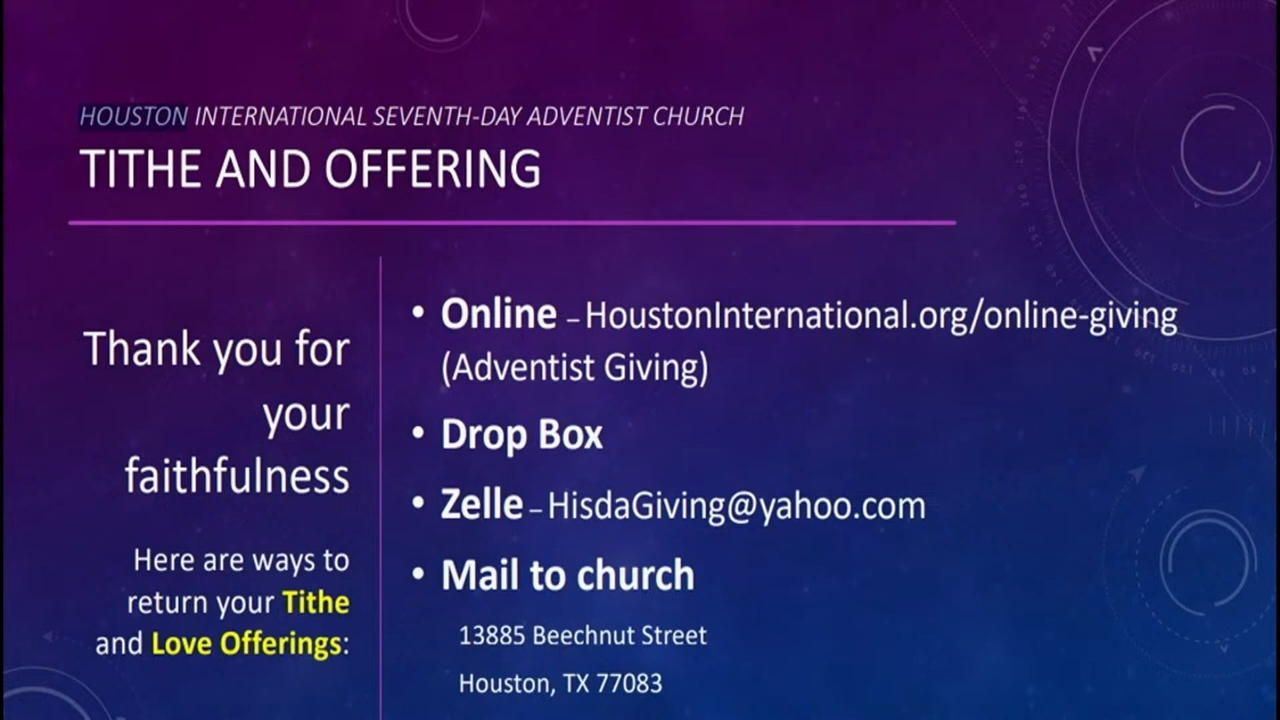 HOUSTON INTERNATIONAL SEVENTH-DAY ADVENTIST CHURCH
TITHE AND OFFERING
Thank you for
your
faithfulness
Here are ways to
return your Tithe
and Love Offerings:
• Online – HoustonInternational.org/online-giving
(Adventist Giving)
• Drop Box
• Zelle – HisdaGiving@yahoo.com
• Mail to church
13885 Beechnut Street
Houston, TX 77083